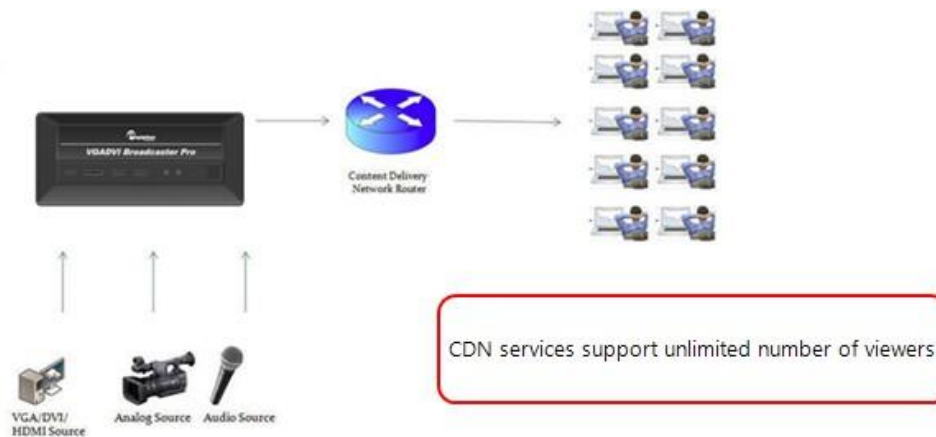 VGADVI Broadcaster Pro
Content Delivery
Network Router
CDN services support unlimited number of viewers
VGA/DVI/
HDMI Source
Analog Source
Audio Source